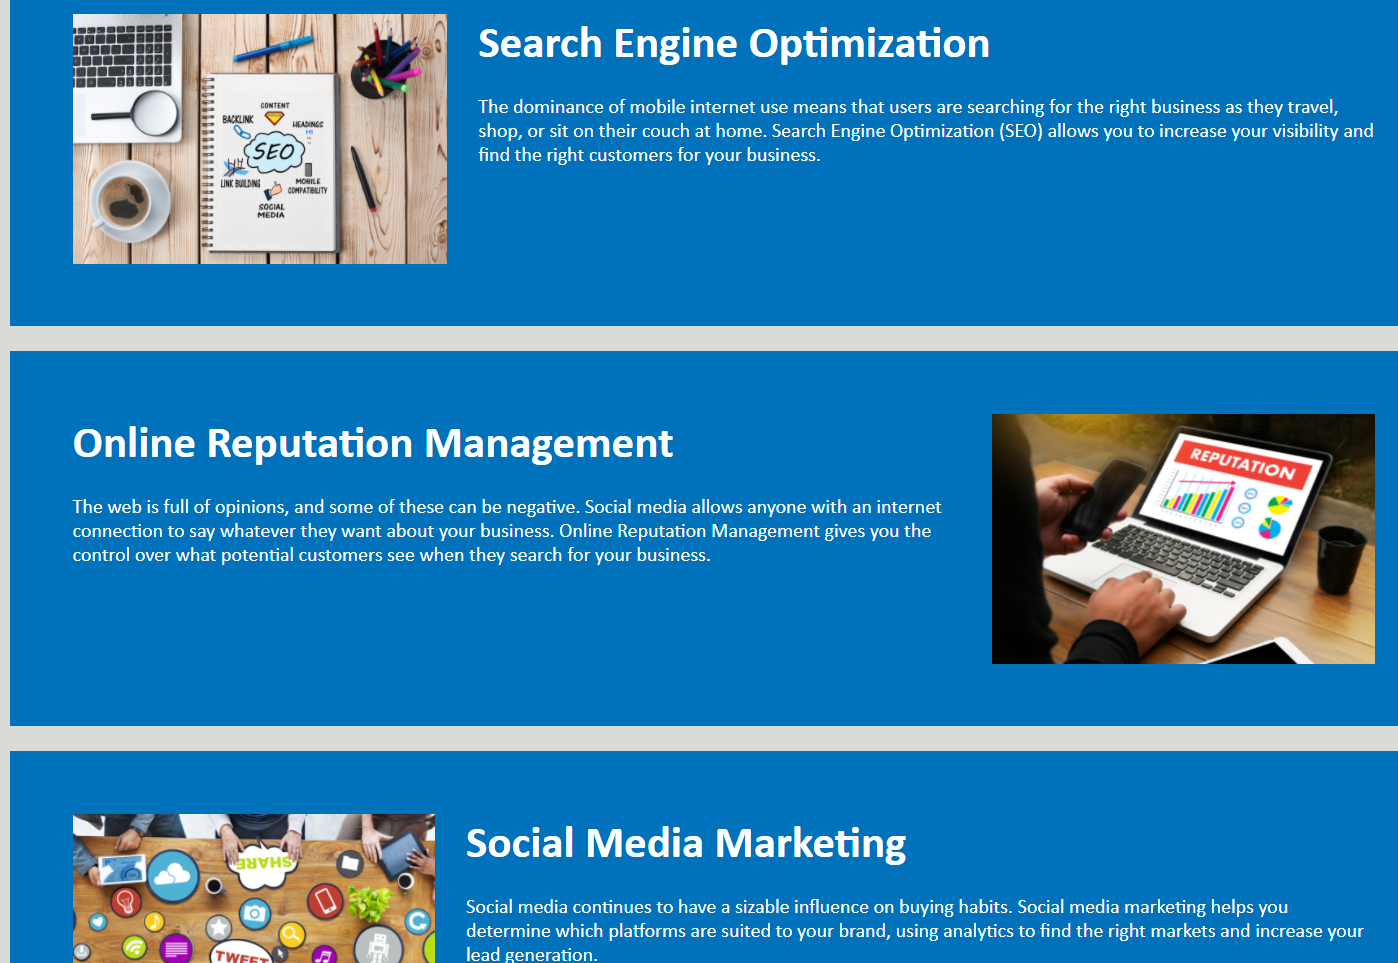 Search Engine Optimization
The dominance of mobile internet use means that users are searching for the right business as they travel,
shop, or sit on their couch at home. Search Engine Optimization (SEO) allows you to increase your visibility and
find the right customers for your business.
CONTENT
BACKLINK
HEADINGS
SEO
LINK BUILDING
MOBILE
COMPATIBILITY
SOCIAL
MEDIA
Online Reputation Management
The web is full of opinions, and some of these can be negative. Social media allows anyone with an internet
connection to say whatever they want about your business. Online Reputation Management gives you the
control over what potential customers see when they search for your business.
REPUTATION
Social Media Marketing
Social media continues to have a sizable influence on buying habits. Social media marketing helps you
determine which platforms are suited to your brand, using analytics to find the right markets and increase your
lead generation.
SHARE
TWEET